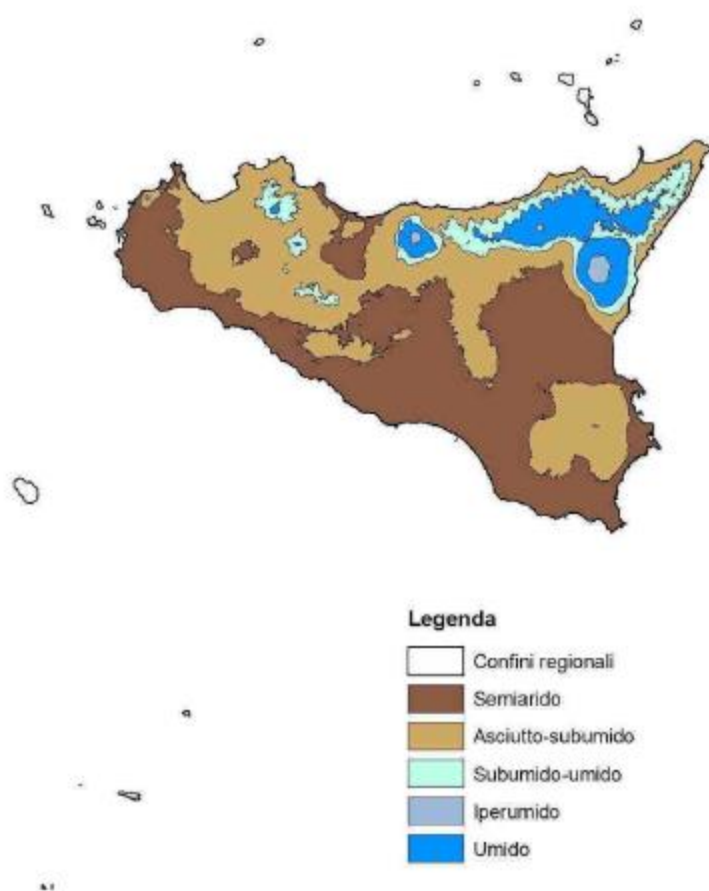 Legenda
Confini regionali
Semiarido
Asciutto-subumido
Subumido-umido
Iperumido
Umido